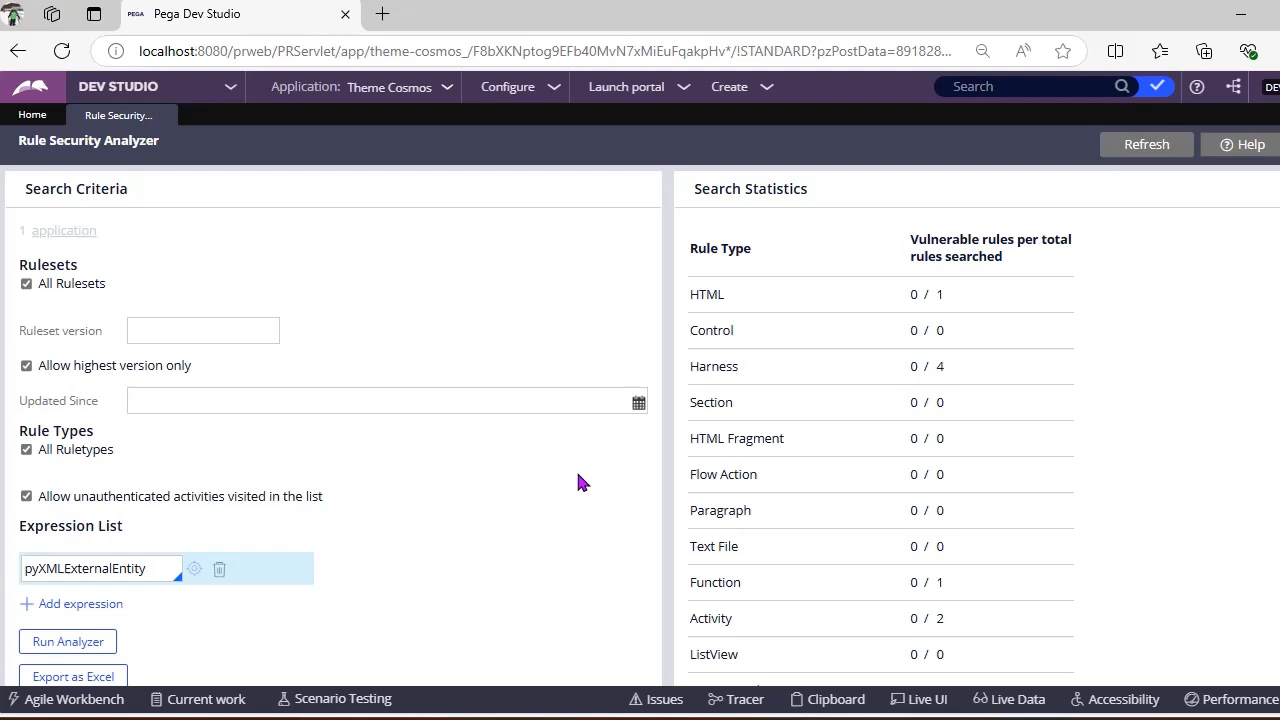 PEGA Pega Dev Studio
localhost:8080/prweb/PRServlet/app/theme-cosmos_/F8bXKNptog9EFb40MvN7xMiEuFqakpHv*/!STANDARD?pzPostData=891828...
DEV STUDIO Application: Theme Cosmos Configure Launch portal Create Search DEV
Home Rule Security...
Rule Security Analyzer Refresh Help
Search Criteria
1 application
Rulesets
All Rulesets
Ruleset version
Allow highest version only
Updated Since
Rule Types
All Ruletypes
Allow unauthenticated activities visited in the list
Expression List
pyXMLExternalEntity
Add expression
Run Analyzer
Export as Excel
Search Statistics
Rule Type Vulnerable rules per total
rules searched
HTML 0 / 1
Control 0 / 0
Harness 0 / 4
Section 0 / 0
HTML Fragment 0 / 0
Flow Action 0 / 0
Paragraph 0 / 0
Text File 0 / 0
Function 0 / 1
Activity 0 / 2
ListView 0 / 0
Agile Workbench Current work Scenario Testing Issues Tracer Clipboard Live UI Live Data Accessibility Performance